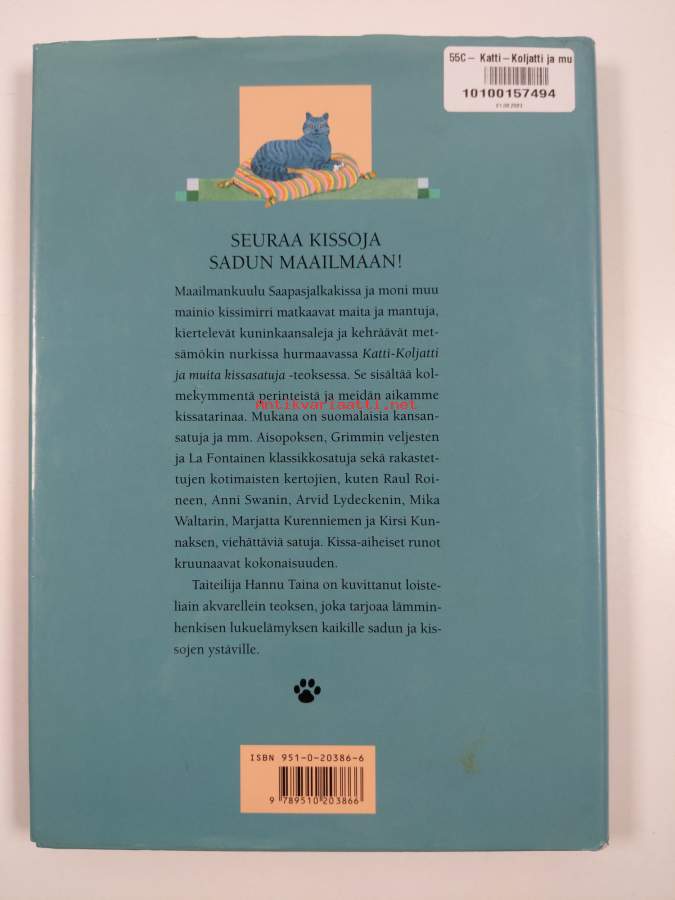 55C – Katti – Koljatti ja mu
10100157494
SEURAA KISSOJA
SADUN MAAILMAAN!
Maailmankuulu Saapasjalkakissa ja moni muu
mainio kissimirri matkaavat maita ja mantuja,
kiertelevät kuninkaansaleja ja kehräävät met-
sämökin nurkissa hurmaavassa Katti-Koljatti
ja muita kissasatuja -teoksessa. Se sisältää kol-
mekymmentä perinteistä ja meidän aikamme
Antikvariaatti.net
kissatarinaa. Mukana on suomalaisia kansan-
satuja ja mm. Aisopoksen, Grimmin veljesten
ja La Fontainen klassikkosatuja sekä rakastet-
tujen kotimaisten kertojien, kuten Raul Roi-
neen, Anni Swanin, Arvid Lydeckenin, Mika
Waltarin, Marjatta Kurenniemen ja Kirsi Kun-
naksen, viehättäviä satuja. Kissa-aiheiset runot
kruunaavat kokonaisuuden.
Taiteilija Hannu Taina on kuvittanut loiste-
liain akvarellein teoksen, joka tarjoaa lämmin-
henkisen lukuelämyksen kaikille sadun ja kis-
sojen ystäville.
ISBN 951-0-20386-6
9 789510 203866